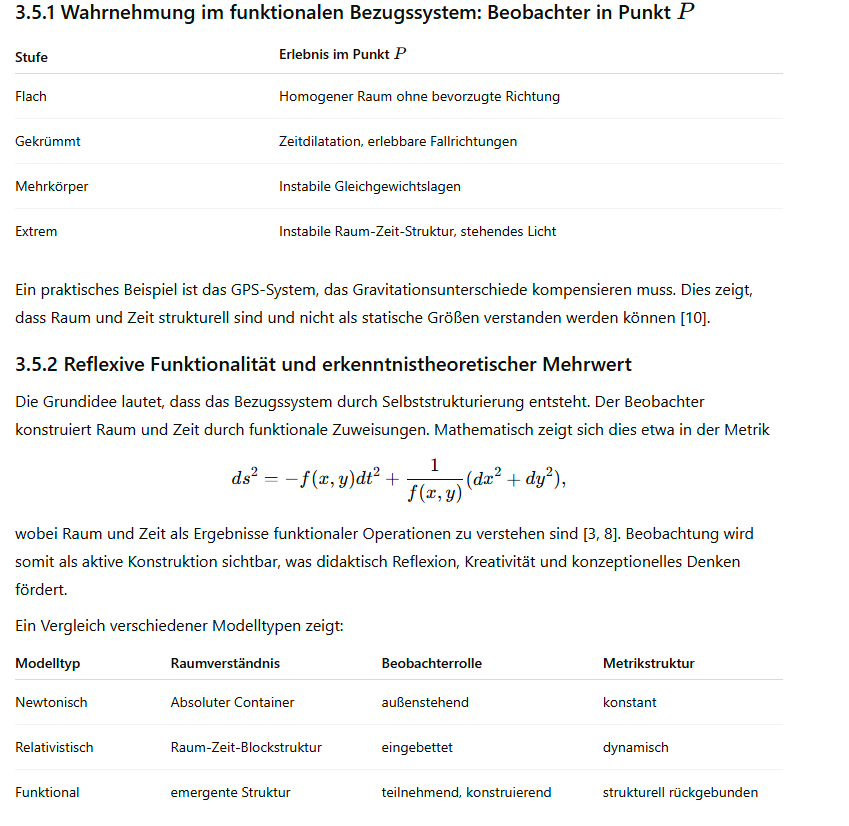 3.5.1 Wahrnehmung im funktionalen Bezugssystem: Beobachter in Punkt P
Stufe Erlebnis im Punkt P
Flach Homogener Raum ohne bevorzugte Richtung
Gekrümmt Zeitdilatation, erlebbare Fallrichtungen
Mehrkörper Instabile Gleichgewichtslagen
Extrem Instabile Raum-Zeit-Struktur, stehendes Licht
Ein praktisches Beispiel ist das GPS-System, das Gravitationsunterschiede kompensieren muss. Dies zeigt,
dass Raum und Zeit strukturell sind und nicht als statische Größen verstanden werden können [10].
3.5.2 Reflexive Funktionalität und erkenntnistheoretischer Mehrwert
Die Grundidee lautet, dass das Bezugssystem durch Selbststrukturierung entsteht. Der Beobachter
konstruiert Raum und Zeit durch funktionale Zuweisungen. Mathematisch zeigt sich dies etwa in der Metrik
ds² = −f(x, y)dt² + 1/f(x, y) (dx² + dy²),
wobei Raum und Zeit als Ergebnisse funktionaler Operationen zu verstehen sind [3, 8]. Beobachtung wird
somit als aktive Konstruktion sichtbar, was didaktisch Reflexion, Kreativität und konzeptionelles Denken
fördert.
Ein Vergleich verschiedener Modelltypen zeigt:
Modelltyp Raumverständnis Beobachterrolle Metrikstruktur
Newtonisch Absoluter Container außenstehend konstant
Relativistisch Raum-Zeit-Blockstruktur eingebettet dynamisch
Funktional emergente Struktur teilnehmend, konstruierend strukturell rückgebunden